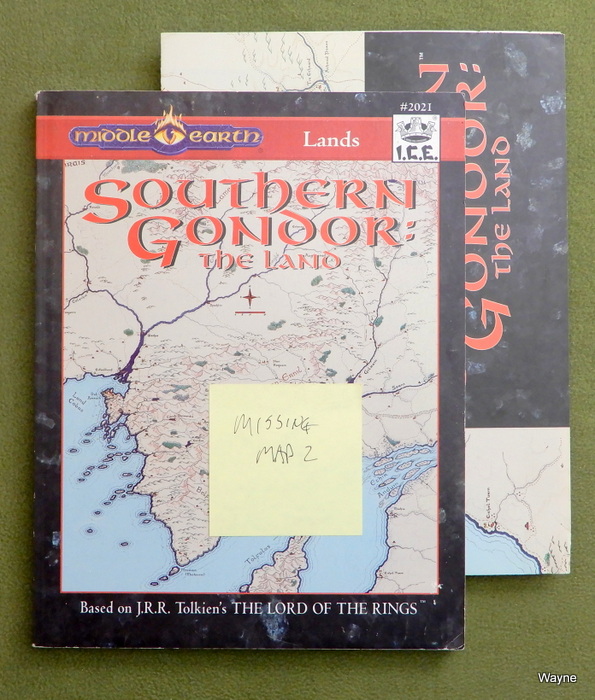 #2021
MIDDLE EARTH
Lands
I.C.E.
SOUTHERN
GONDOR:
THE LAND
MISSING
MAP 2
Based on J.R.R. Tolkien's THE LORD OF THE RINGS™
GONDOR:
THE LAND
Wayne